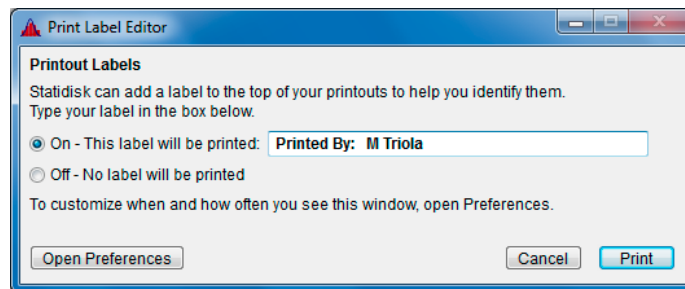 Print Label Editor
Printout Labels
Statidisk can add a label to the top of your printouts to help you identify them.
Type your label in the box below.
On - This label will be printed: Printed By: M Triola
Off - No label will be printed
To customize when and how often you see this window, open Preferences.
Open Preferences Cancel Print